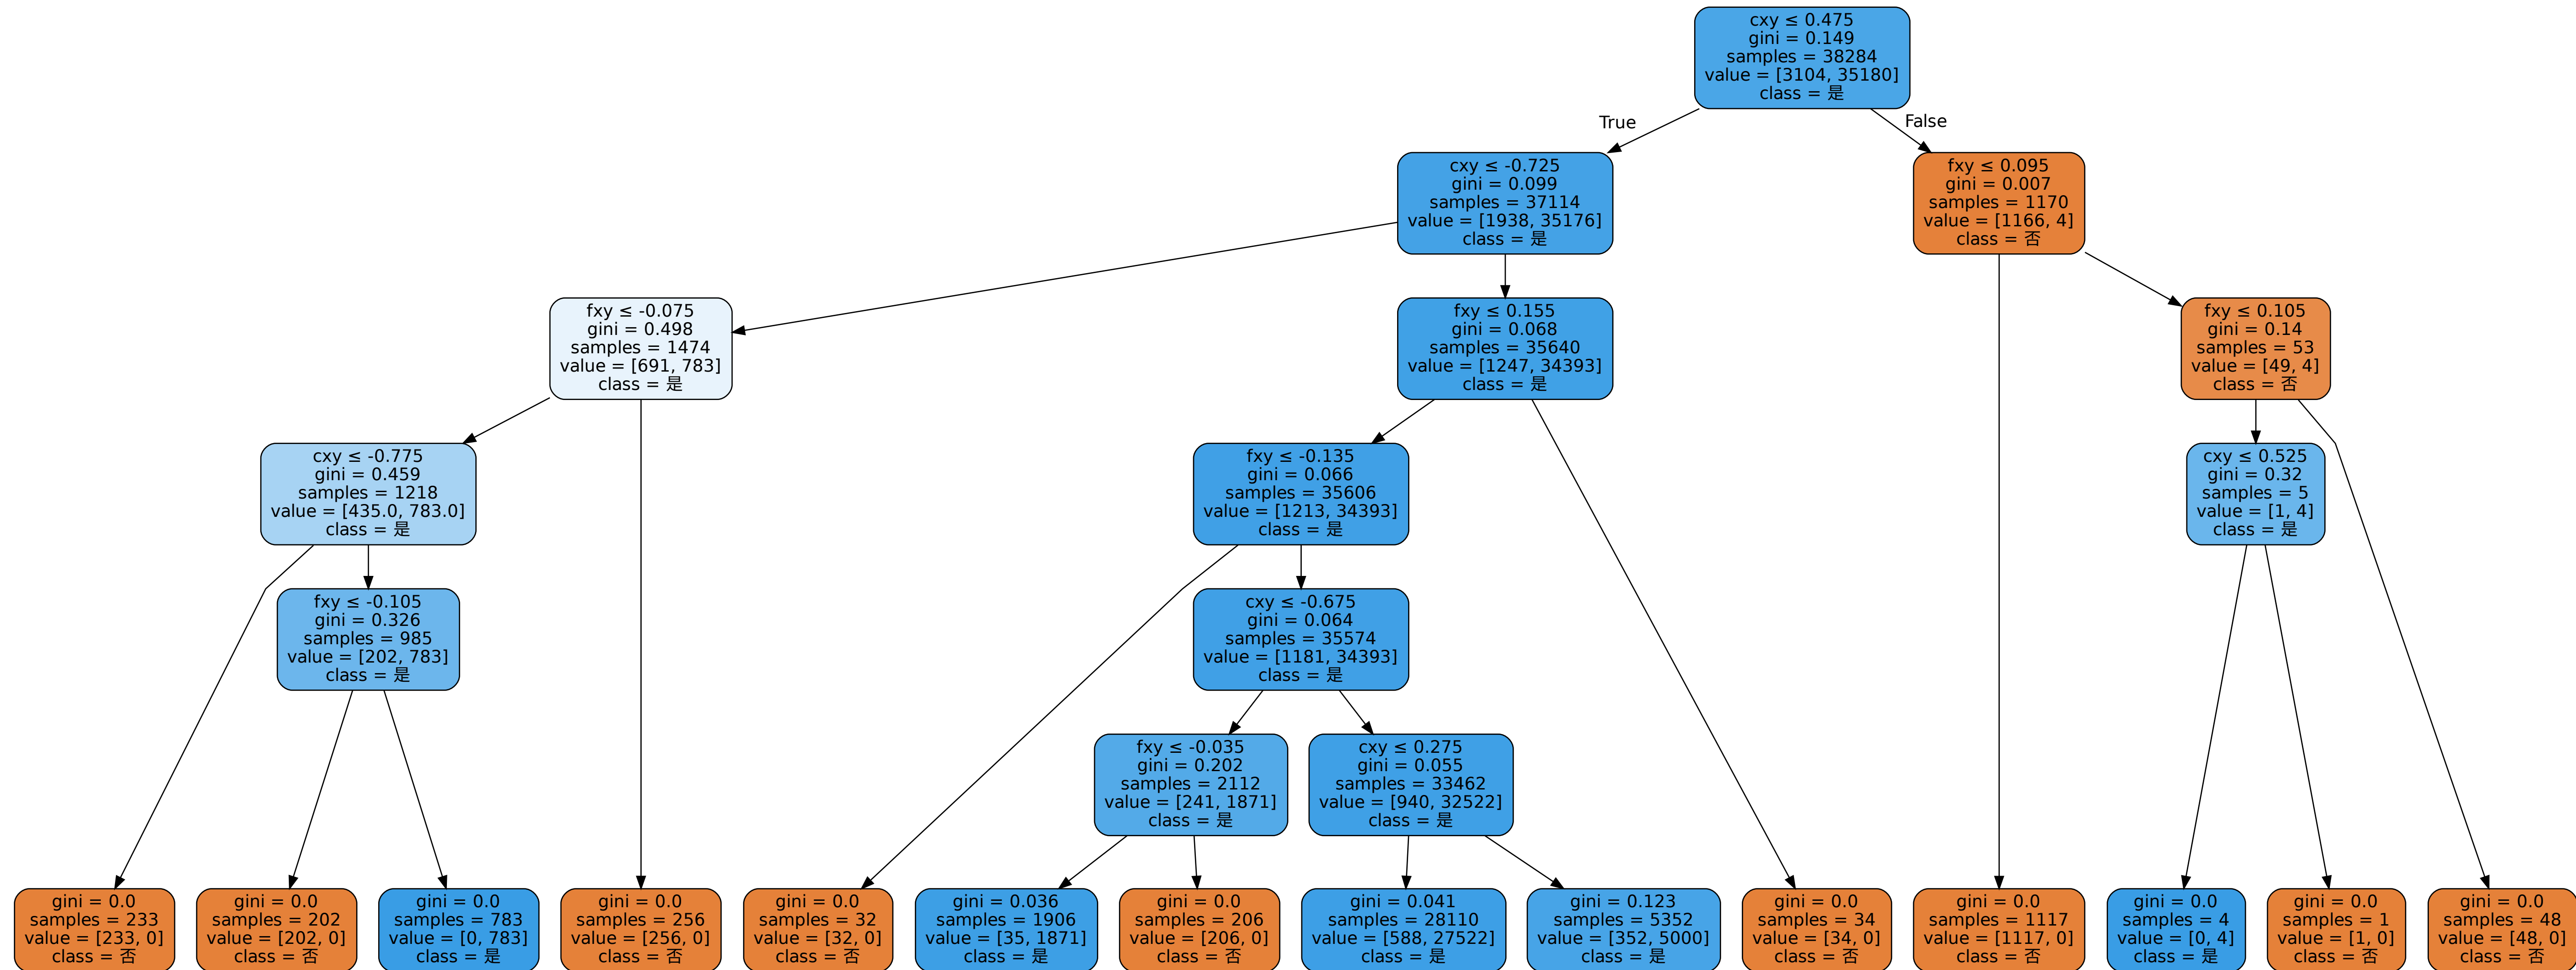 cxy ≤ 0.475
gini = 0.149
samples = 38284
value = [3104, 35180]
class = 是
True
False
cxy ≤ -0.725
gini = 0.099
samples = 37114
value = [1938, 35176]
class = 是
fxy ≤ 0.095
gini = 0.007
samples = 1170
value = [1166, 4]
class = 否
fxy ≤ -0.075
gini = 0.498
samples = 1474
value = [691, 783]
class = 是
fxy ≤ 0.155
gini = 0.068
samples = 35640
value = [1247, 34393]
class = 是
fxy ≤ 0.105
gini = 0.14
samples = 53
value = [49, 4]
class = 否
cxy ≤ -0.775
gini = 0.459
samples = 1218
value = [435.0, 783.0]
class = 是
fxy ≤ -0.135
gini = 0.066
samples = 35606
value = [1213, 34393]
class = 是
cxy ≤ 0.525
gini = 0.32
samples = 5
value = [1, 4]
class = 是
fxy ≤ -0.105
gini = 0.326
samples = 985
value = [202, 783]
class = 是
cxy ≤ -0.675
gini = 0.064
samples = 35574
value = [1181, 34393]
class = 是
fxy ≤ -0.035
gini = 0.202
samples = 2112
value = [241, 1871]
class = 是
cxy ≤ 0.275
gini = 0.055
samples = 33462
value = [940, 32522]
class = 是
gini = 0.0
samples = 233
value = [233, 0]
class = 否
gini = 0.0
samples = 202
value = [202, 0]
class = 否
gini = 0.0
samples = 783
value = [0, 783]
class = 是
gini = 0.0
samples = 256
value = [256, 0]
class = 否
gini = 0.0
samples = 32
value = [32, 0]
class = 否
gini = 0.036
samples = 1906
value = [35, 1871]
class = 是
gini = 0.0
samples = 206
value = [206, 0]
class = 否
gini = 0.041
samples = 28110
value = [588, 27522]
class = 是
gini = 0.123
samples = 5352
value = [352, 5000]
class = 是
gini = 0.0
samples = 34
value = [34, 0]
class = 否
gini = 0.0
samples = 1117
value = [1117, 0]
class = 否
gini = 0.0
samples = 4
value = [0, 4]
class = 是
gini = 0.0
samples = 1
value = [1, 0]
class = 否
gini = 0.0
samples = 48
value = [48, 0]
class = 否